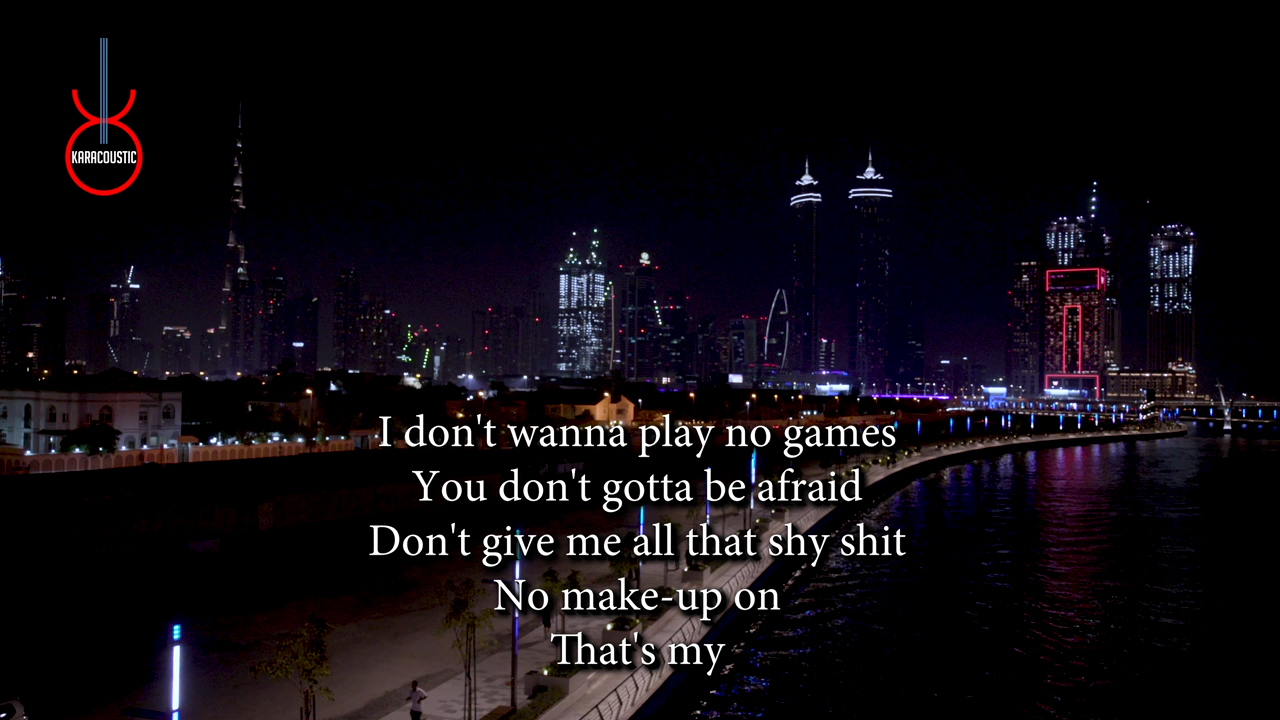 KARACOUSTIC
I don't wanna play no games
You don't gotta be afraid
Don't give me all that shy shit
No make-up on
That's my